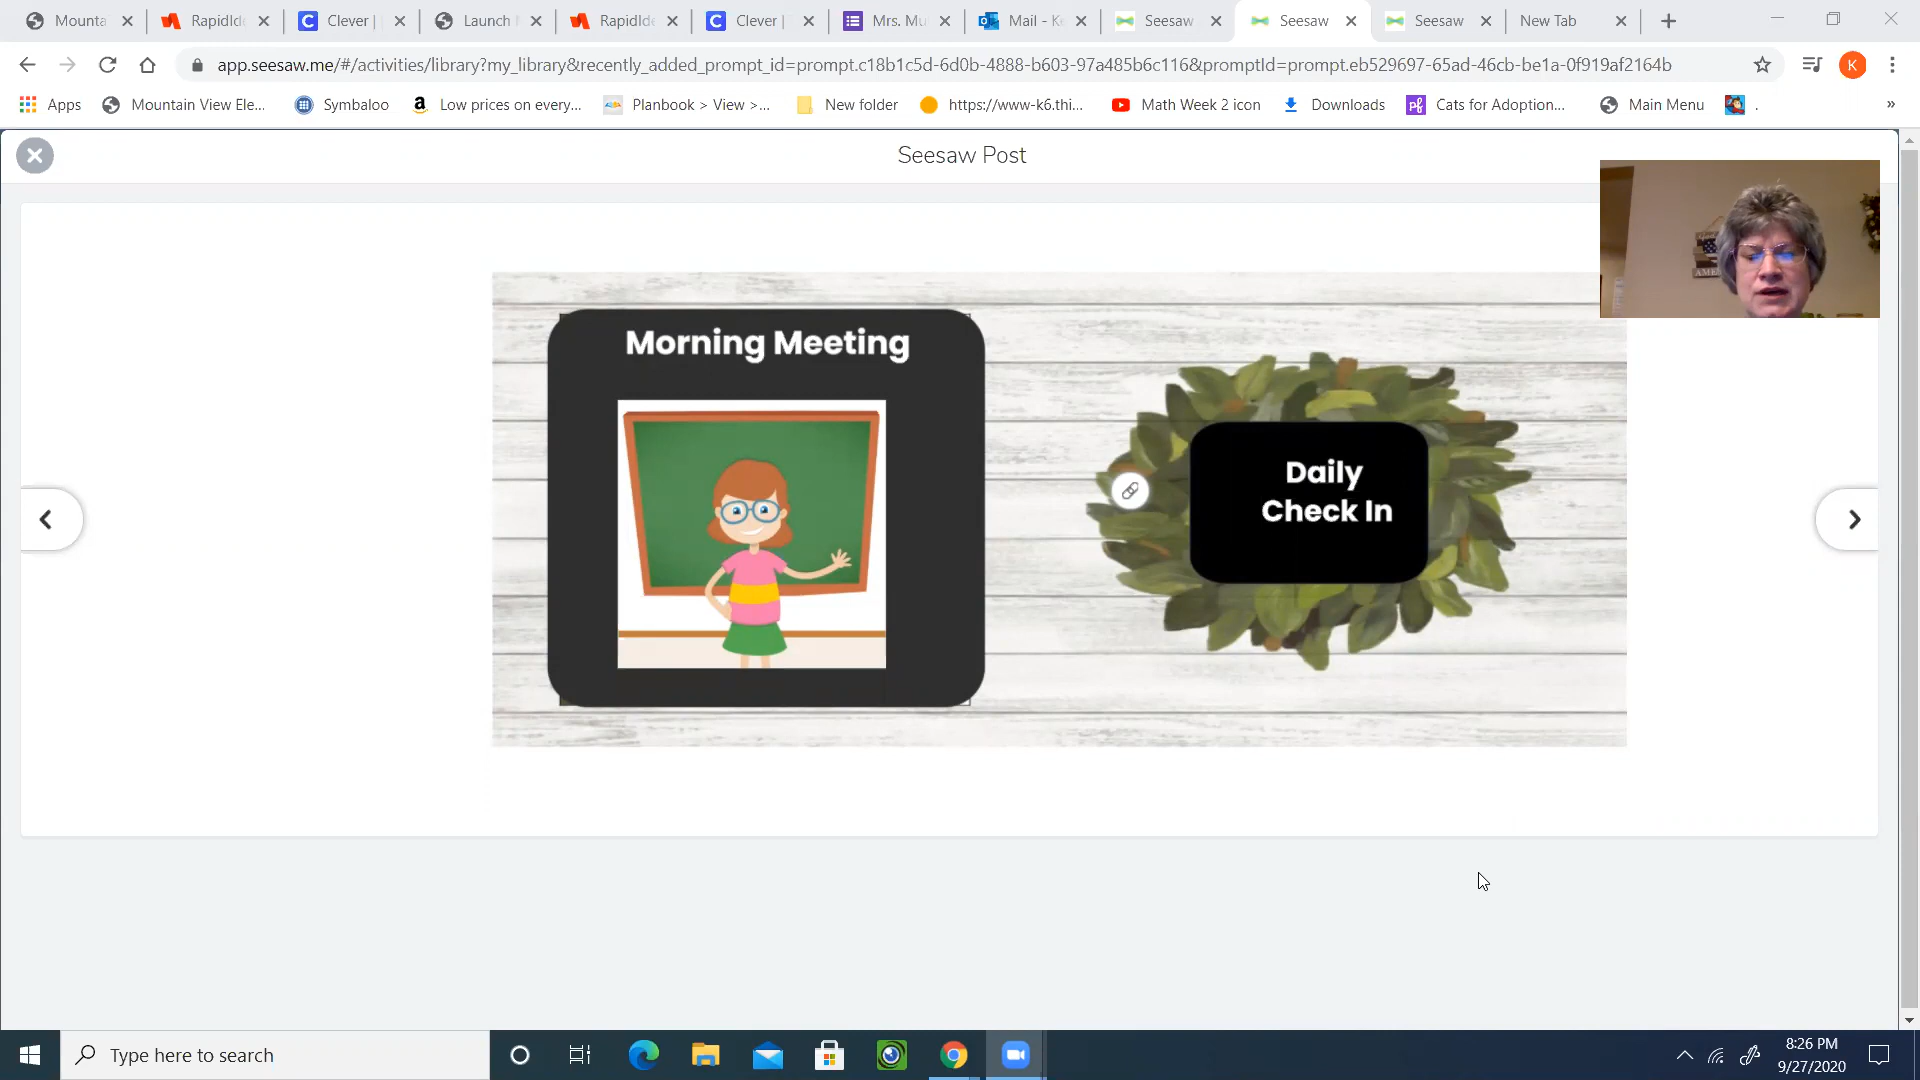 Mounta
RapidIde
Clever |
Launch M
RapidIde
Clever |
Mrs. Mu
Mail - Ke
Seesaw
Seesaw
Seesaw
New Tab
app.seesaw.me/#/activities/library?my_library&recently_added_prompt_id=prompt.c18b1c5d-6d0b-4888-b603-97a485b6c116&promptId=prompt.eb529697-65ad-46cb-be1a-0f919af2164b
K
Apps
Mountain View Ele...
Symbaloo
Low prices on every...
Planbook > View >...
New folder
https://www-k6.thi...
Math Week 2 icon
Downloads
Cats for Adoption...
Main Menu
.
Seesaw Post
Morning Meeting
Daily
Check In
Type here to search
8:26 PM
9/27/2020